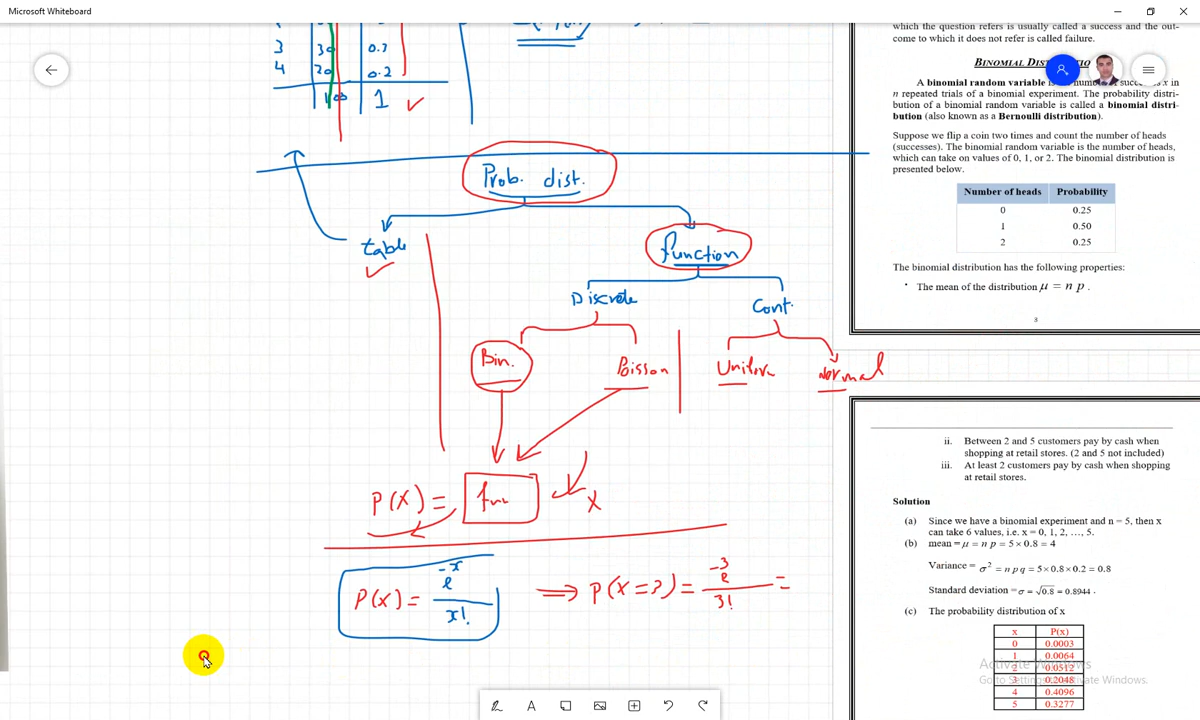 Microsoft Whiteboard
3 30 0.3
4 20 0.2
100 1
Prob. dist.
table
function
Discrete
Cont.
Bin.
Poisson
Uniform
Normal
P(X) = fun
X
P(X) = e^-x / x! ⟹ P(X=3) = e^-3 / 3! =
which the question refers is usually called a success and the out-
come to which it does not refer is called failure.
A binomial random variable
x in
n repeated trials of a binomial experiment. The probability distri-
bution of a binomial random variable is called a binomial distri-
bution (also known as a Bernoulli distribution).
Suppose we flip a coin two times and count the number of heads
(successes). The binomial random variable is the number of heads,
which can take on values of 0, 1, or 2. The binomial distribution is
presented below.
Number of heads Probability
0 0.25
1 0.50
2 0.25
The binomial distribution has the following properties:
• The mean of the distribution μ = n p .
ii. Between 2 and 5 customers pay by cash when
shopping at retail stores. (2 and 5 not included)
iii. At least 2 customers pay by cash when shopping
at retail stores.
Solution
(a) Since we have a binomial experiment and n = 5, then x
can take 6 values, i.e. x = 0, 1, 2, …, 5.
(b) mean = μ = n p = 5 × 0.8 = 4
Variance = σ² = n p q = 5 × 0.8 × 0.2 = 0.8
Standard deviation = σ = √0.8 = 0.8944 .
(c) The probability distribution of x
x P(x)
0 0.0003
1 0.0064
2 0.0512
3 0.2048
4 0.4096
5 0.3277
Activate Windows
Go to Settings to activate Windows.